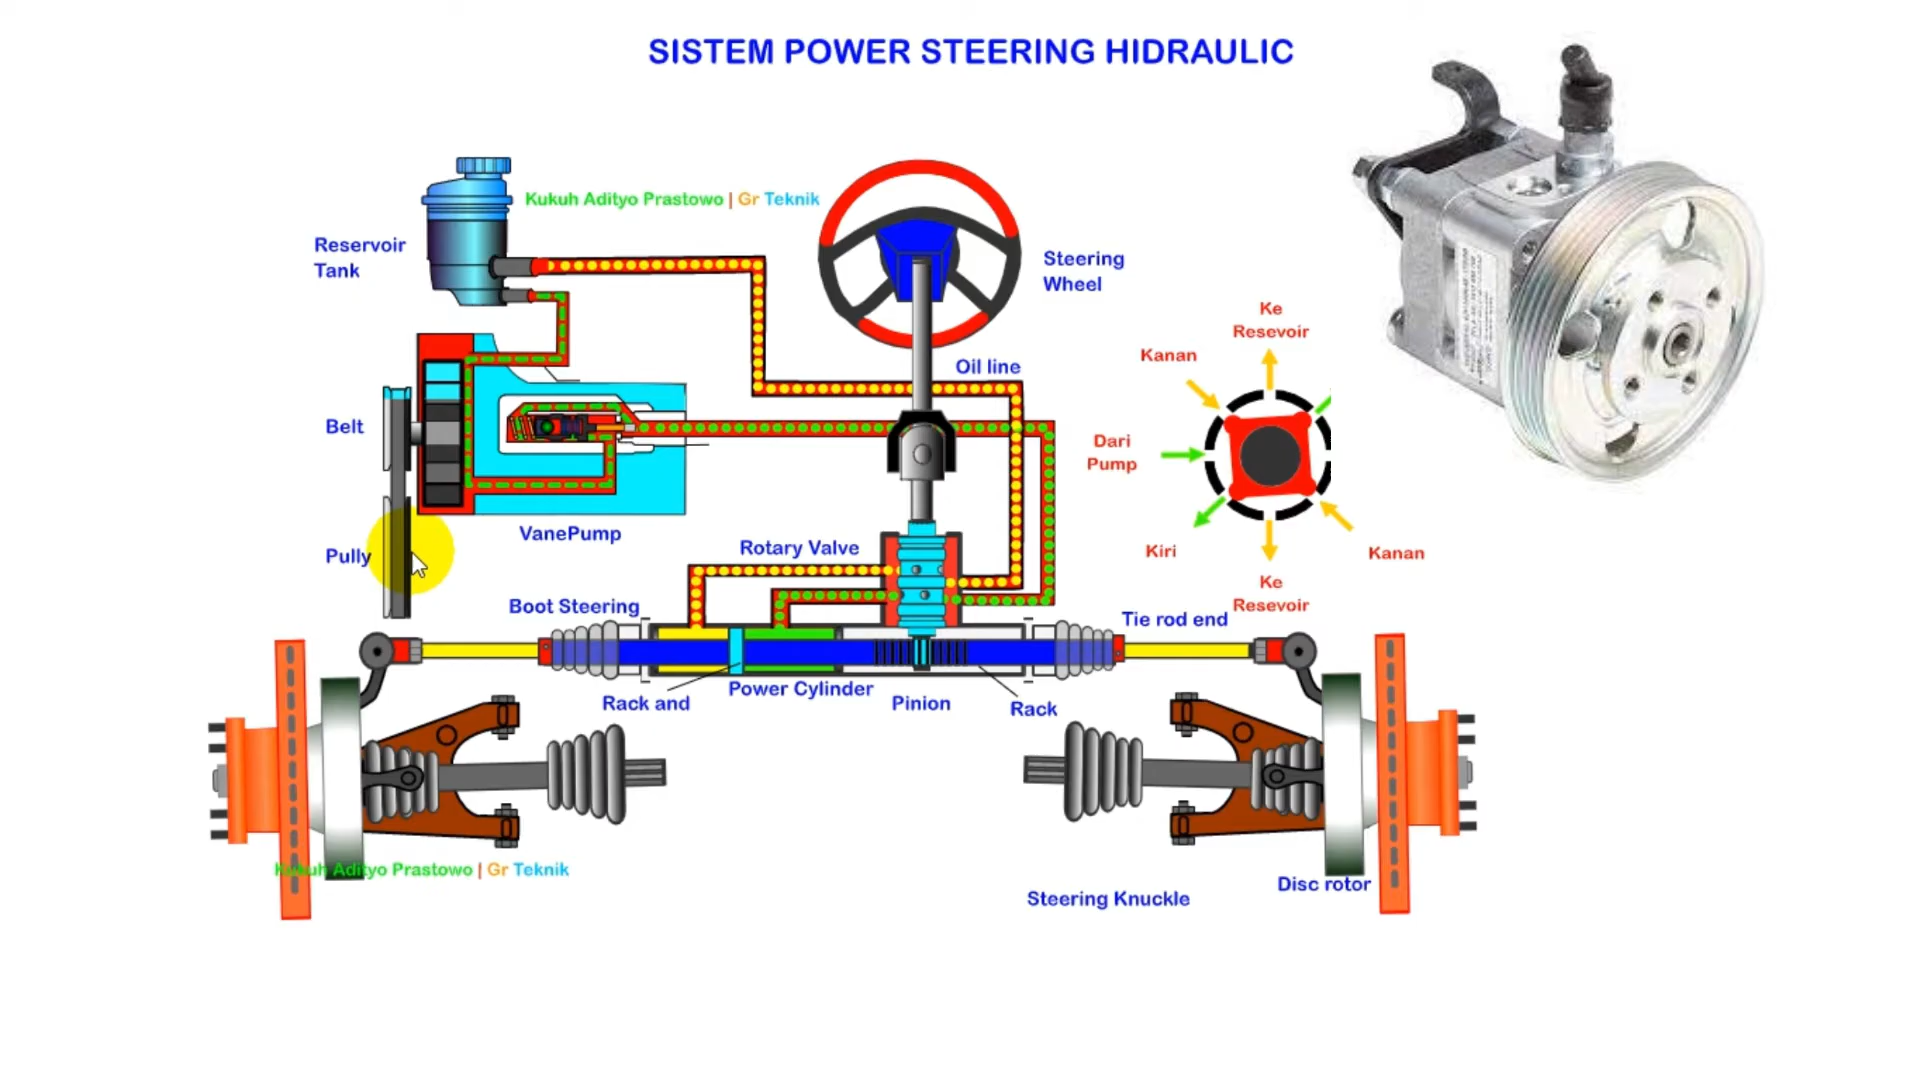 SISTEM POWER STEERING HIDRAULIC
Kukuh Adityo Prastowo | Gr Teknik
Reservoir
Tank
Steering
Wheel
Ke
Resevoir
Kanan
Oil line
Belt
Dari
Pump
VanePump
Rotary Valve
Pully
Kiri
Kanan
Ke
Resevoir
Boot Steering
Tie rod end
Rack and
Power Cylinder
Pinion
Rack
Kukuh Adityo Prastowo | Gr Teknik
Disc rotor
Steering Knuckle